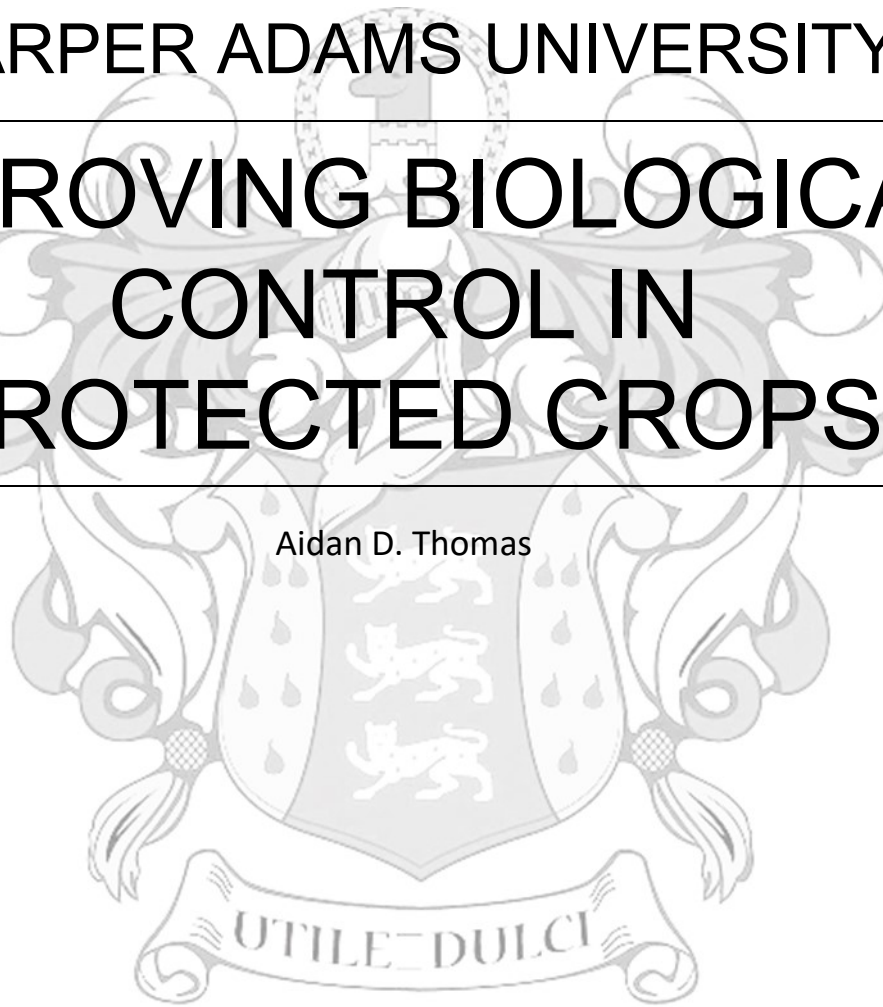 ARPER ADAMS UNIVERSITY
ROVING BIOLOGICA
CONTROL IN
ROTECTED CROPS
Aidan D. Thomas
UTILE DULCI